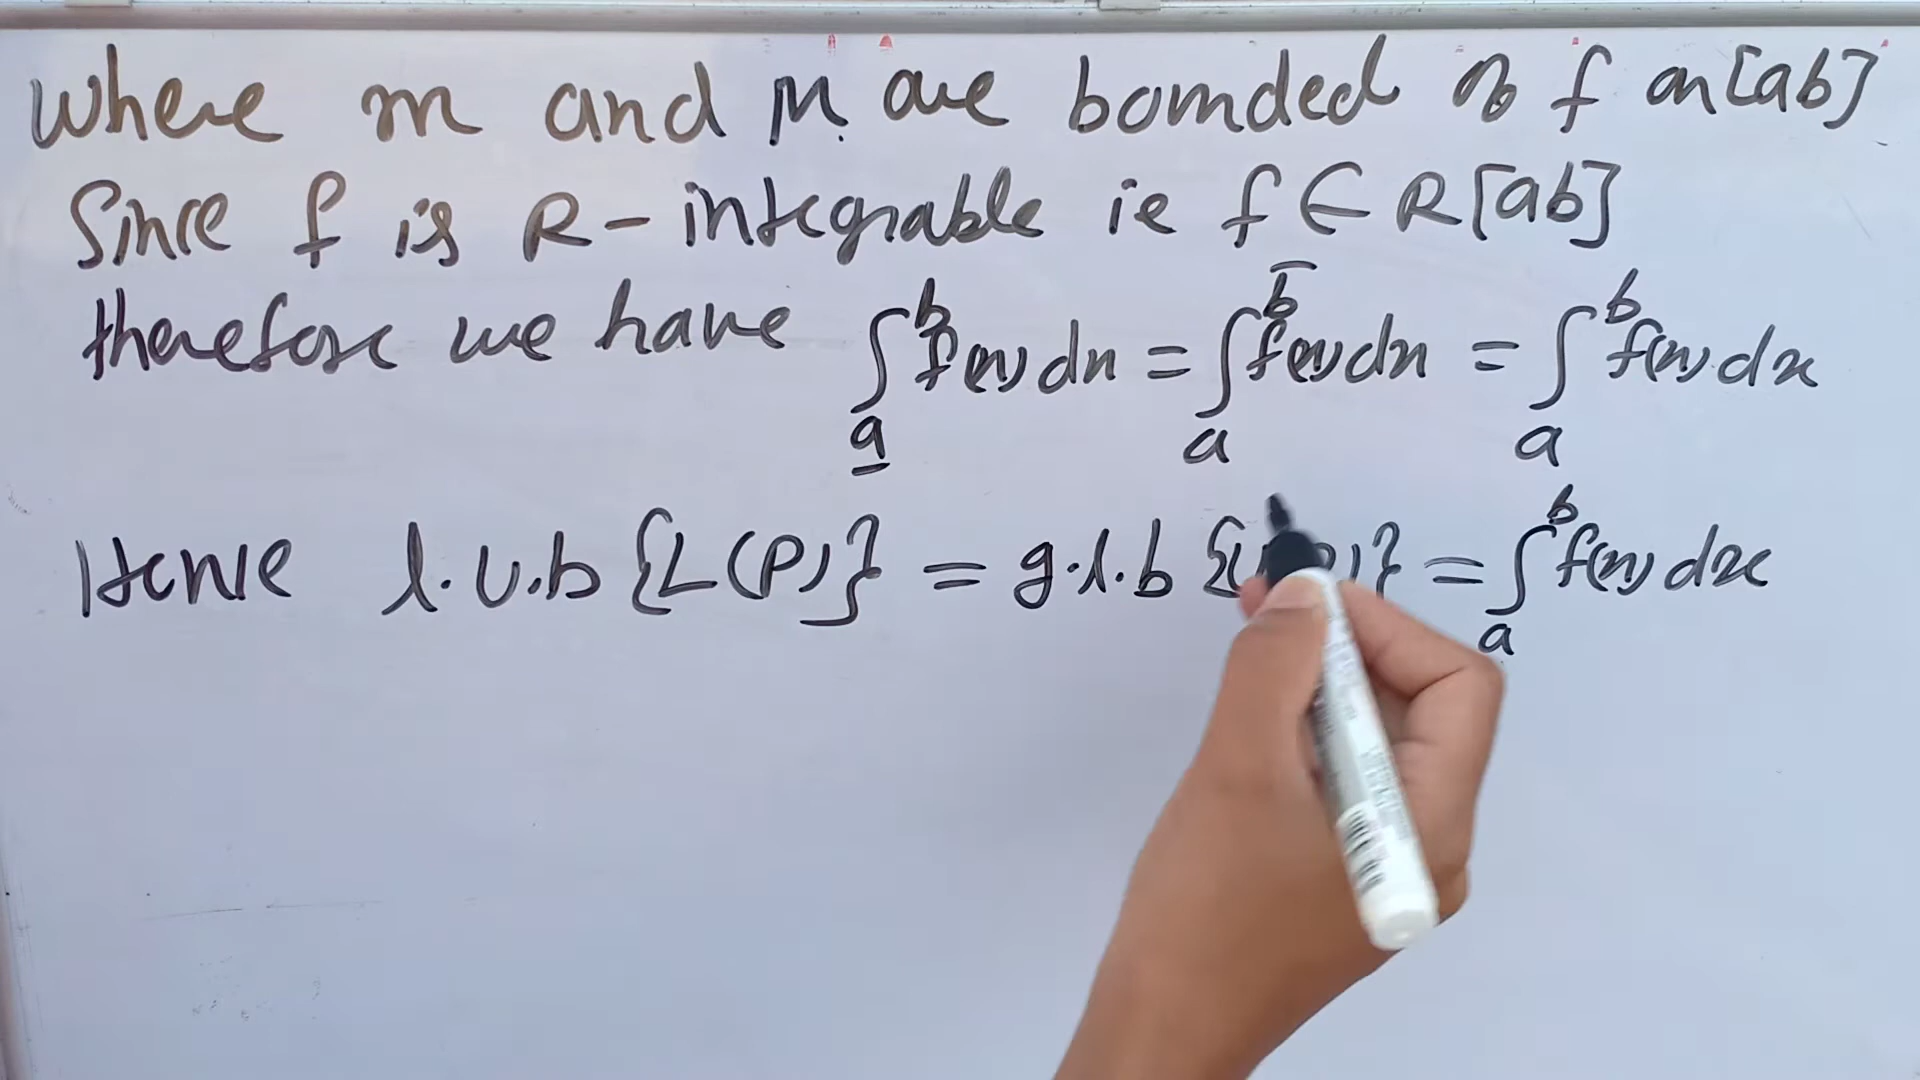 Where m and M are bounded of f on [ab]
Since f is R-integrable ie f ∈ R[ab]
therefore we have ∫_a̲^b f(x) dx = ∫_a^b̄ f(x) dx = ∫_a^b f(x) dx
Hence l.u.b {L(P)} = g.l.b { } = ∫_a^b f(x) dx